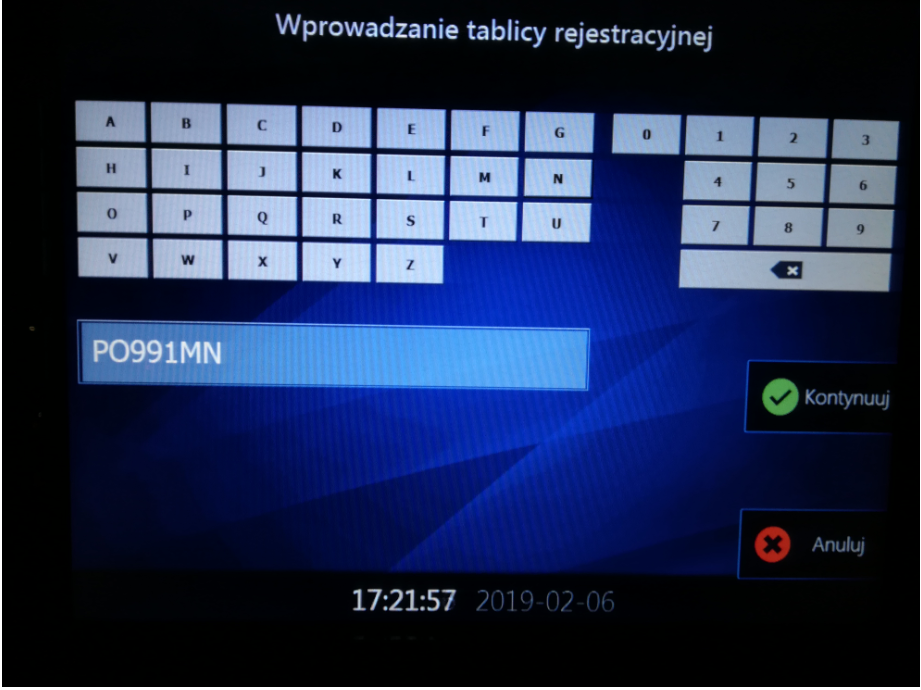 Wprowadzanie tablicy rejestracyjnej
A B C D E F G 0 1 2 3
H I J K L M N 4 5 6
O P Q R S T U 7 8 9
V W X Y Z
PO991MN
Kontynuuj
Anuluj
17:21:57 2019-02-06